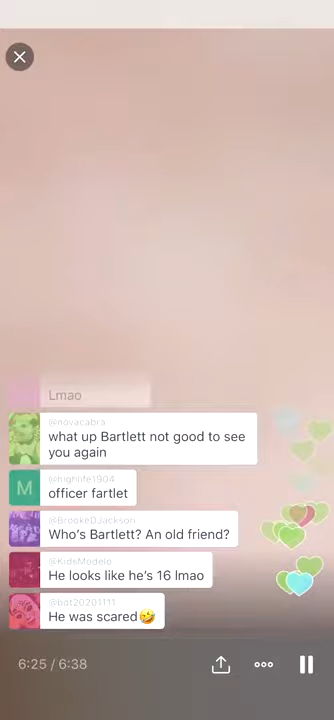 Lmao
@novacabra
what up Bartlett not good to see
you again
M
@highlife1904
officer fartlet
@BrookeDJackson
Who's Bartlett? An old friend?
@KidsModelo
He looks like he's 16 lmao
@bdt20201111
He was scared🤣
6:25 / 6:38